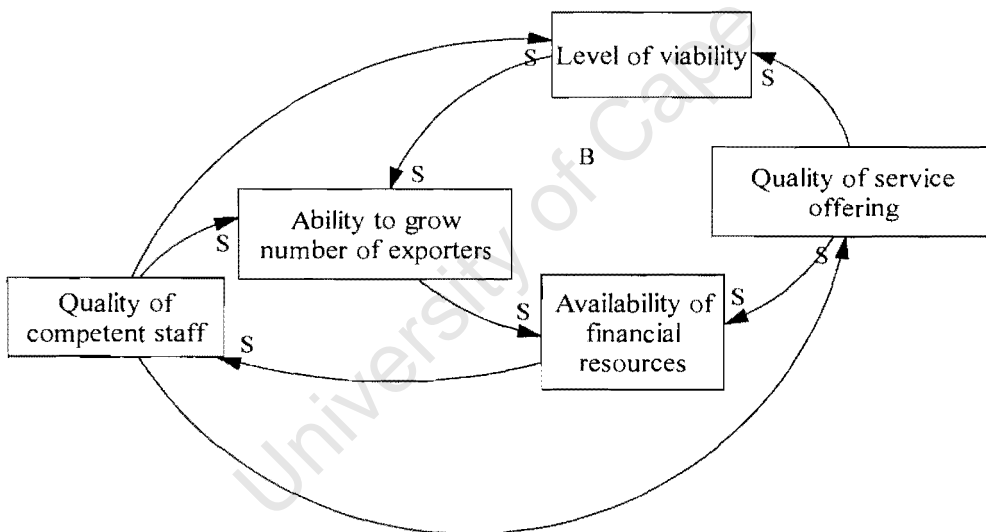 Level of viability
S
S
B
S
Quality of service
offering
Ability to grow
number of exporters
S
S
Quality of
competent staff
S
S
S
Availability of
financial
resources
University of Cape